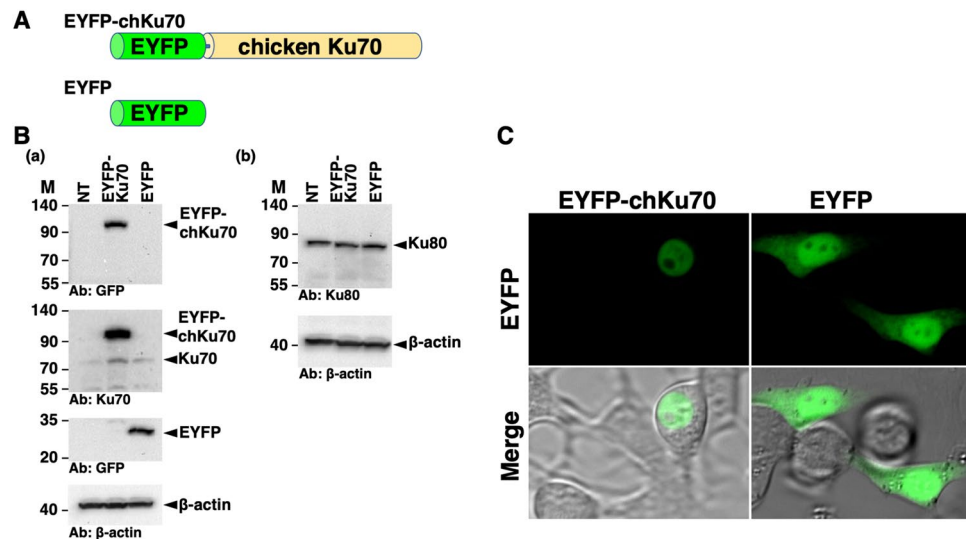 A
EYFP-chKu70
EYFP
chicken Ku70
EYFP
EYFP
B
(a)
M
NT
EYFP-
Ku70
EYFP
140
90
70
55
EYFP-
chKu70
Ab: GFP
140
90
70
55
EYFP-
chKu70
Ku70
Ab: Ku70
35
20
EYFP
Ab: GFP
40
β-actin
Ab: β-actin
(b)
M
NT
EYFP-
Ku70
EYFP
140
90
70
55
Ku80
Ab: Ku80
40
β-actin
Ab: β-actin
C
EYFP-chKu70
EYFP
EYFP
Merge